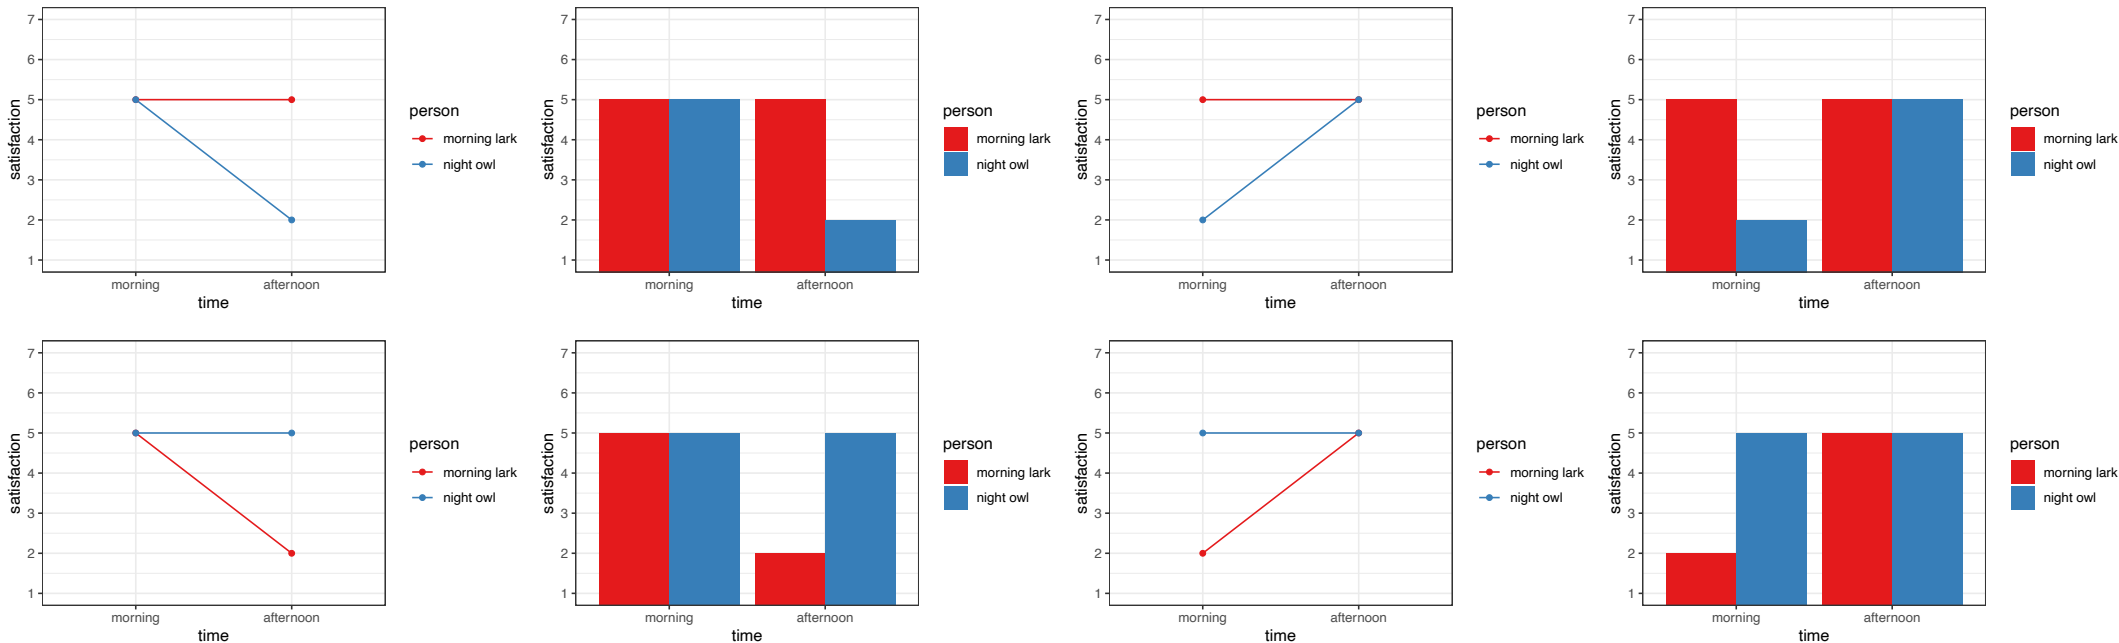 7
6
5
4
3
2
1
satisfaction
morning afternoon
time
person
morning lark
night owl
7
6
5
4
3
2
1
satisfaction
morning afternoon
time
person
morning lark
night owl
7
6
5
4
3
2
1
satisfaction
morning afternoon
time
person
morning lark
night owl
7
6
5
4
3
2
1
satisfaction
morning afternoon
time
person
morning lark
night owl
7
6
5
4
3
2
1
satisfaction
morning afternoon
time
person
morning lark
night owl
7
6
5
4
3
2
1
satisfaction
morning afternoon
time
person
morning lark
night owl
7
6
5
4
3
2
1
satisfaction
morning afternoon
time
person
morning lark
night owl
7
6
5
4
3
2
1
satisfaction
morning afternoon
time
person
morning lark
night owl